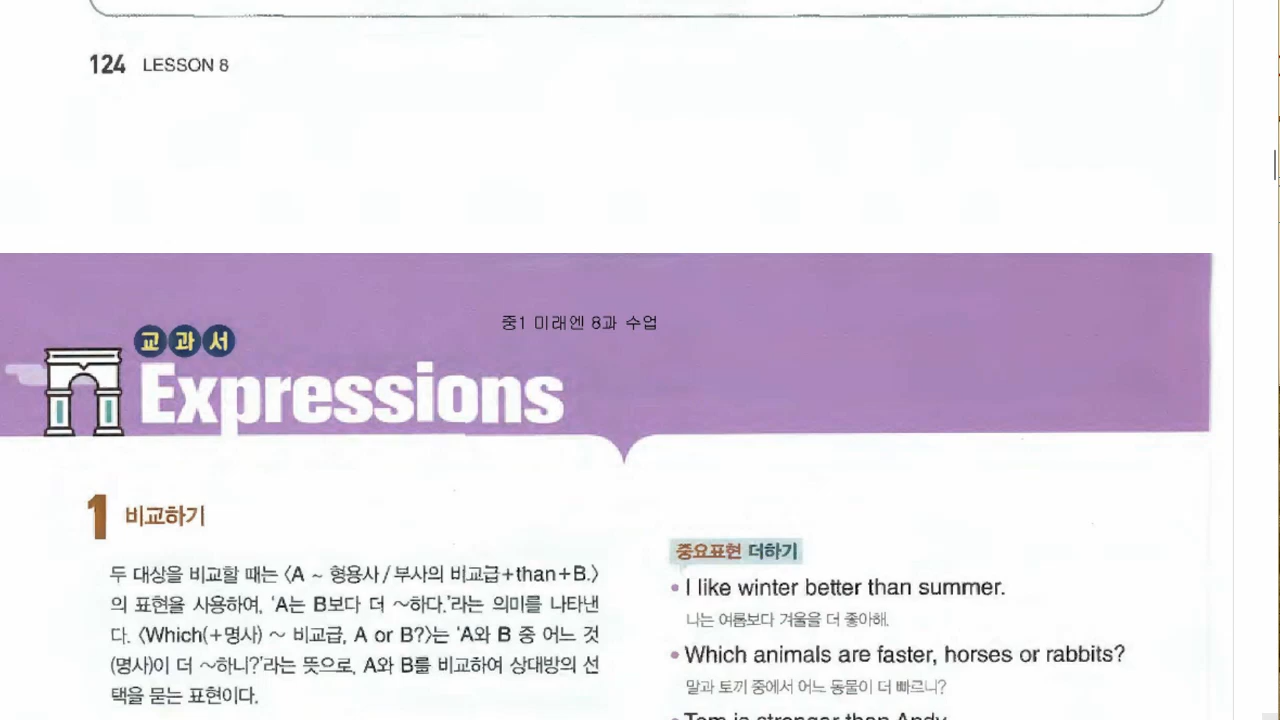 124 LESSON 8
중1 미래엔 8과 수업
교과서
Expressions
1 비교하기
두 대상을 비교할 때는 〈A ~ 형용사/부사의 비교급+than+B.〉
의 표현을 사용하여, ‘A는 B보다 더 ~하다.’라는 의미를 나타낸
다. 〈Which(+명사) ~ 비교급, A or B?〉는 ‘A와 B 중 어느 것
(명사)이 더 ~하니?’라는 뜻으로, A와 B를 비교하여 상대방의 선
택을 묻는 표현이다.
중요표현 더하기
• I like winter better than summer.
나는 여름보다 겨울을 더 좋아해.
• Which animals are faster, horses or rabbits?
말과 토끼 중에서 어느 동물이 더 빠르니?
• Tom is stronger than Andy.